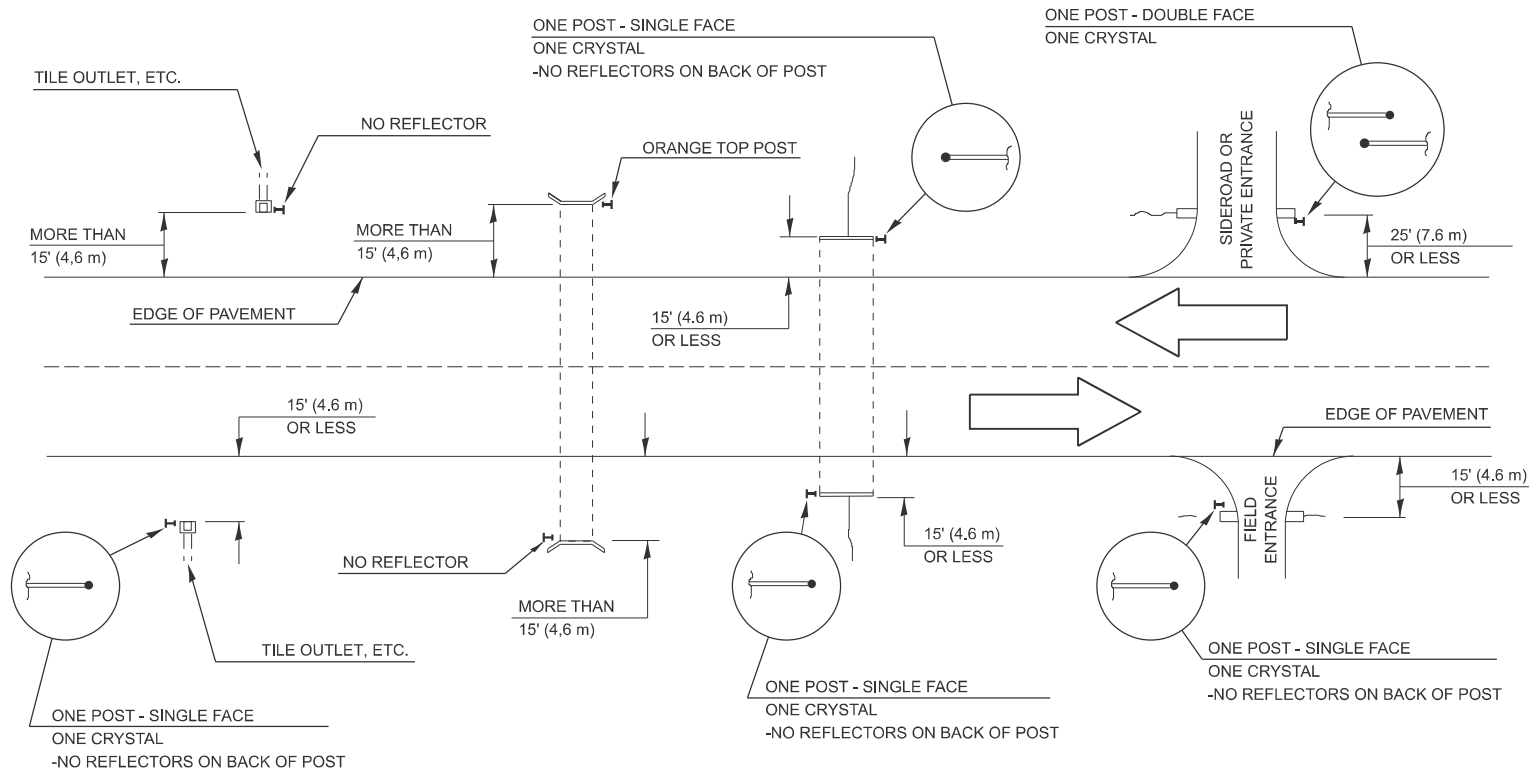 ONE POST - SINGLE FACE
ONE CRYSTAL
-NO REFLECTORS ON BACK OF POST
ONE POST - DOUBLE FACE
ONE CRYSTAL
TILE OUTLET, ETC.
NO REFLECTOR
ORANGE TOP POST
MORE THAN
15' (4,6 m)
MORE THAN
15' (4,6 m)
SIDEROAD OR
PRIVATE ENTRANCE
25' (7.6 m)
OR LESS
EDGE OF PAVEMENT
15' (4.6 m)
OR LESS
15' (4.6 m)
OR LESS
EDGE OF PAVEMENT
15' (4.6 m)
OR LESS
FIELD
ENTRANCE
15' (4.6 m)
OR LESS
NO REFLECTOR
MORE THAN
15' (4,6 m)
TILE OUTLET, ETC.
ONE POST - SINGLE FACE
ONE CRYSTAL
-NO REFLECTORS ON BACK OF POST
ONE POST - SINGLE FACE
ONE CRYSTAL
-NO REFLECTORS ON BACK OF POST
ONE POST - SINGLE FACE
ONE CRYSTAL
-NO REFLECTORS ON BACK OF POST